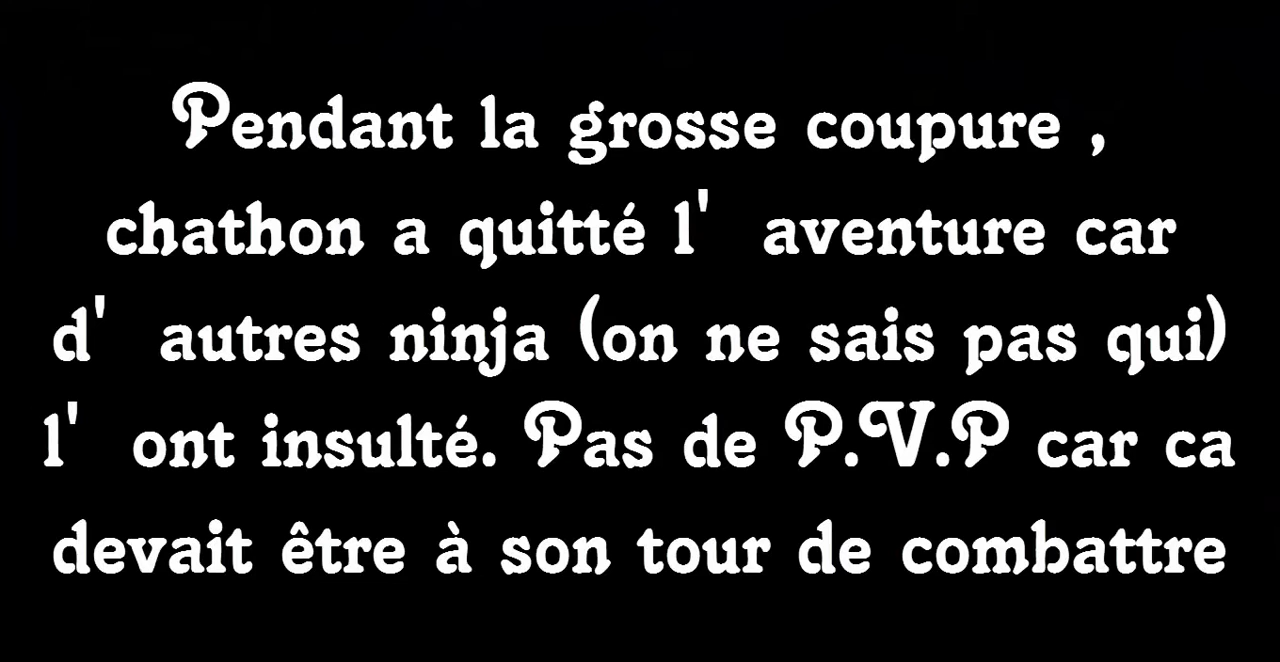 Pendant la grosse coupure ,
chathon a quitté l' aventure car
d' autres ninja (on ne sais pas qui)
l' ont insulté. Pas de P.V.P car ca
devait être à son tour de combattre